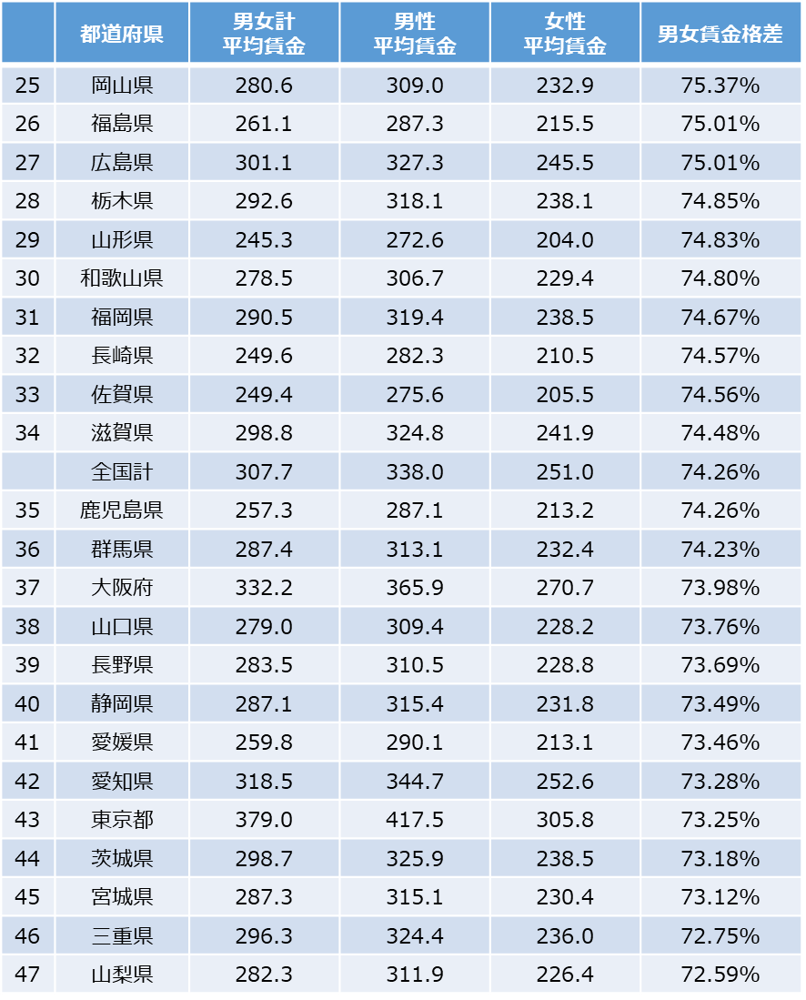 都道府県 男女計平均賃金 男性平均賃金 女性平均賃金 男女賃金格差
25 岡山県 280.6 309.0 232.9 75.37%
26 福島県 261.1 287.3 215.5 75.01%
27 広島県 301.1 327.3 245.5 75.01%
28 栃木県 292.6 318.1 238.1 74.85%
29 山形県 245.3 272.6 204.0 74.83%
30 和歌山県 278.5 306.7 229.4 74.80%
31 福岡県 290.5 319.4 238.5 74.67%
32 長崎県 249.6 282.3 210.5 74.57%
33 佐賀県 249.4 275.6 205.5 74.56%
34 滋賀県 298.8 324.8 241.9 74.48%
全国計 307.7 338.0 251.0 74.26%
35 鹿児島県 257.3 287.1 213.2 74.26%
36 群馬県 287.4 313.1 232.4 74.23%
37 大阪府 332.2 365.9 270.7 73.98%
38 山口県 279.0 309.4 228.2 73.76%
39 長野県 283.5 310.5 228.8 73.69%
40 静岡県 287.1 315.4 231.8 73.49%
41 愛媛県 259.8 290.1 213.1 73.46%
42 愛知県 318.5 344.7 252.6 73.28%
43 東京都 379.0 417.5 305.8 73.25%
44 茨城県 298.7 325.9 238.5 73.18%
45 宮城県 287.3 315.1 230.4 73.12%
46 三重県 296.3 324.4 236.0 72.75%
47 山梨県 282.3 311.9 226.4 72.59%